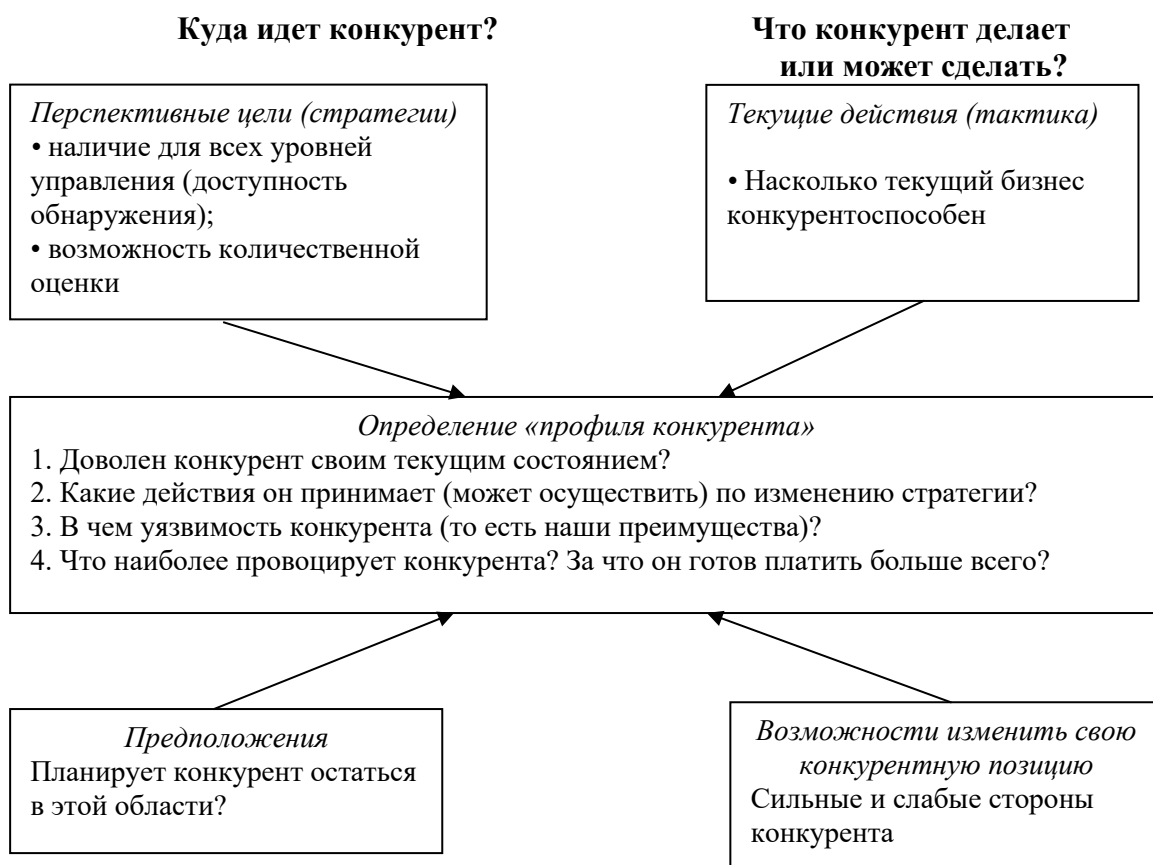 Куда идет конкурент?
Что конкурент делает
или может сделать?
Перспективные цели (стратегии)
• наличие для всех уровней
управления (доступность
обнаружения);
• возможность количественной
оценки
Текущие действия (тактика)
• Насколько текущий бизнес
конкурентоспособен
Определение «профиля конкурента»
1. Доволен конкурент своим текущим состоянием?
2. Какие действия он принимает (может осуществить) по изменению стратегии?
3. В чем уязвимость конкурента (то есть наши преимущества)?
4. Что наиболее провоцирует конкурента? За что он готов платить больше всего?
Предположения
Планирует конкурент остаться
в этой области?
Возможности изменить свою
конкурентную позицию
Сильные и слабые стороны
конкурента